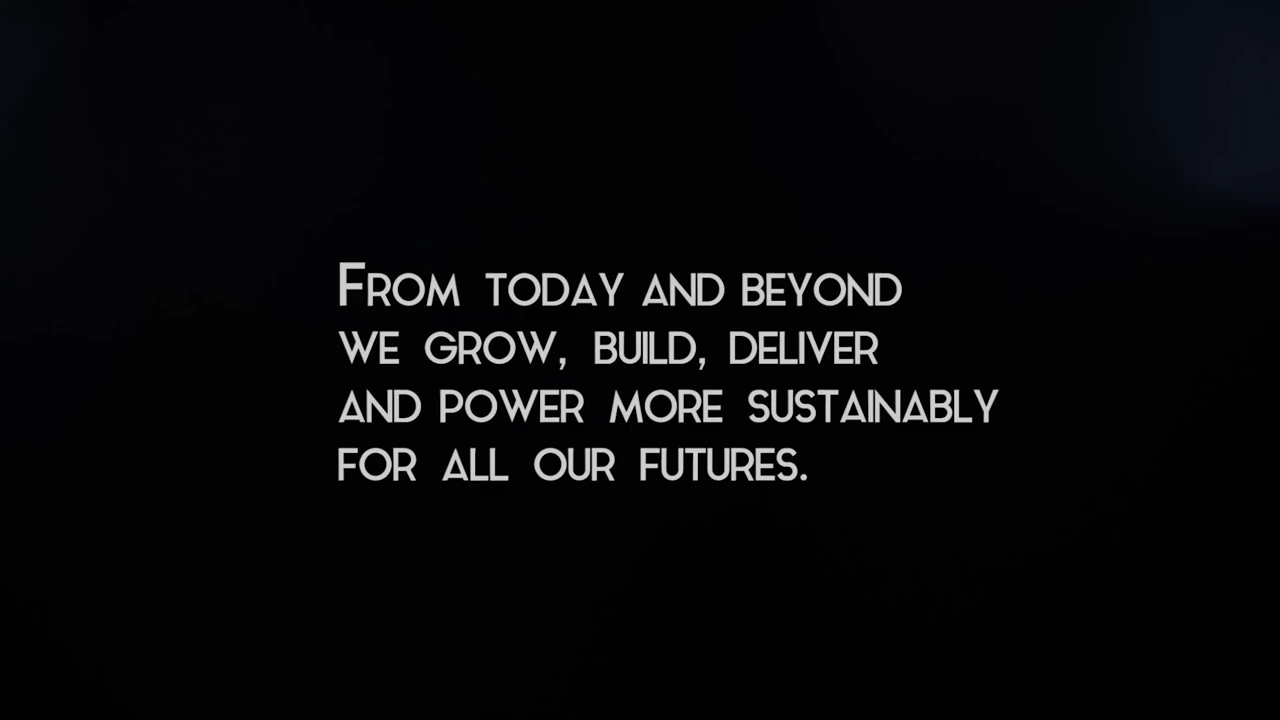 From today and beyond
we grow, build, deliver
and power more sustainably
for all our futures.